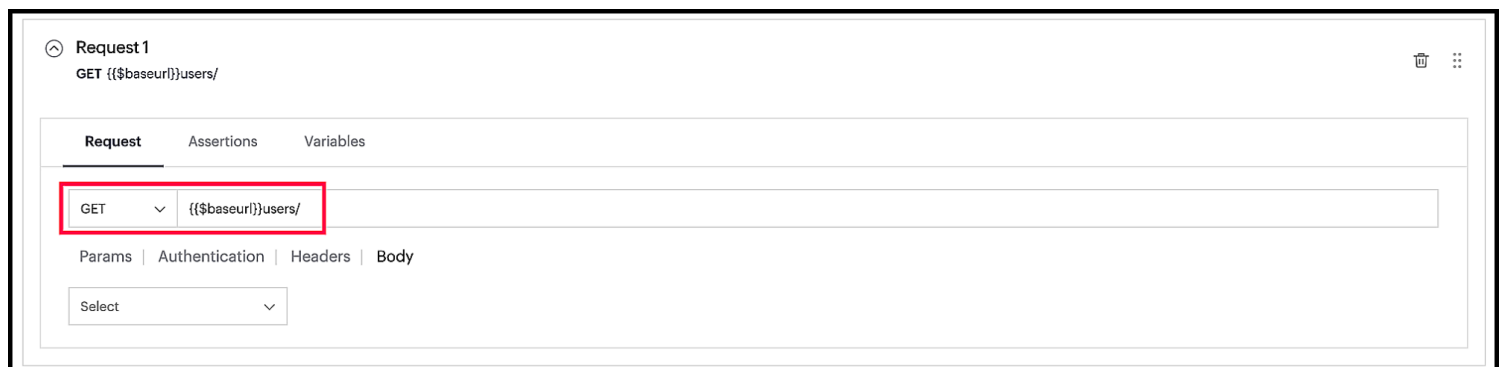 Request 1
GET {{$baseurl}}users/
Request Assertions Variables
GET {{$baseurl}}users/
Params | Authentication | Headers | Body
Select